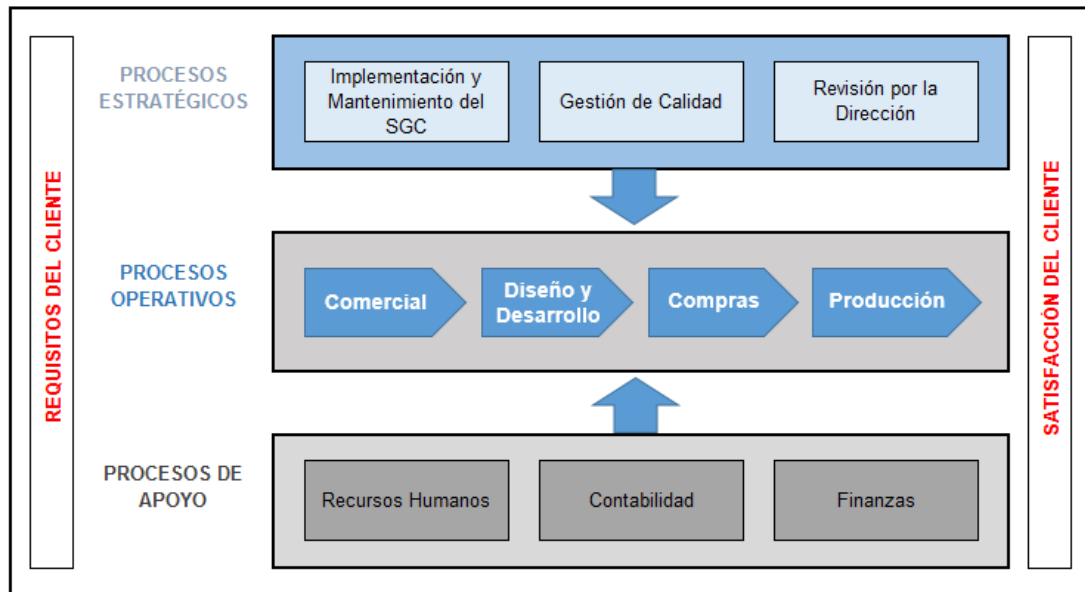 REQUISITOS DEL CLIENTE
PROCESOS
ESTRATÉGICOS
Implementación y
Mantenimiento del
SGC
Gestión de Calidad
Revisión por la
Dirección
PROCESOS
OPERATIVOS
Comercial
Diseño y
Desarrollo
Compras
Producción
PROCESOS DE
APOYO
Recursos Humanos
Contabilidad
Finanzas
SATISFACCIÓN DEL CLIENTE